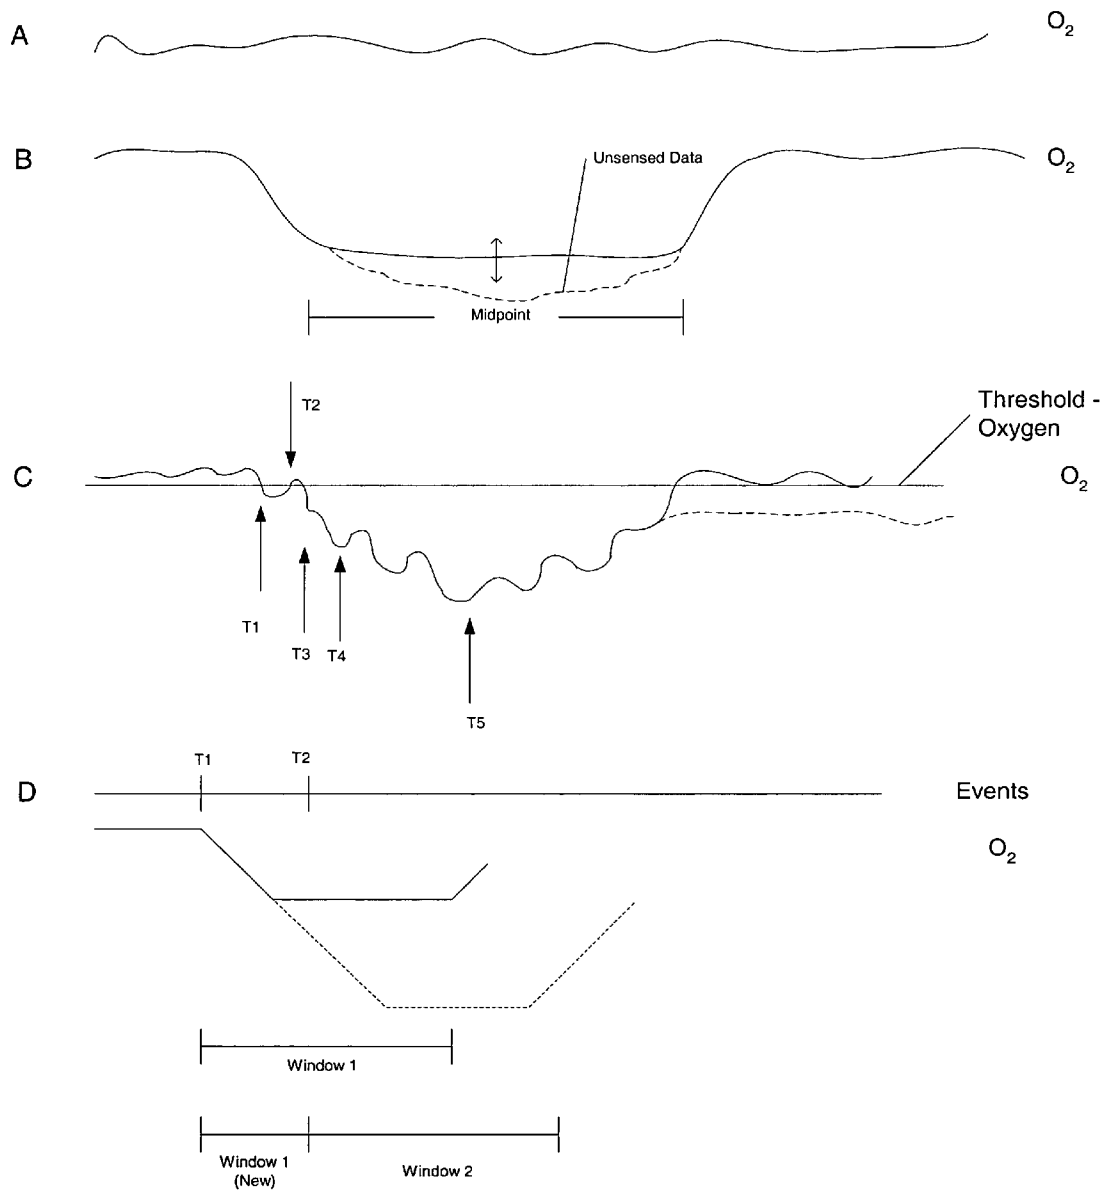 A
O2
B
Unsensed Data
O2
Midpoint
T2
Threshold -
Oxygen
C
O2
T1
T3
T4
T5
T1
T2
D
Events
O2
Window 1
Window 1
(New)
Window 2